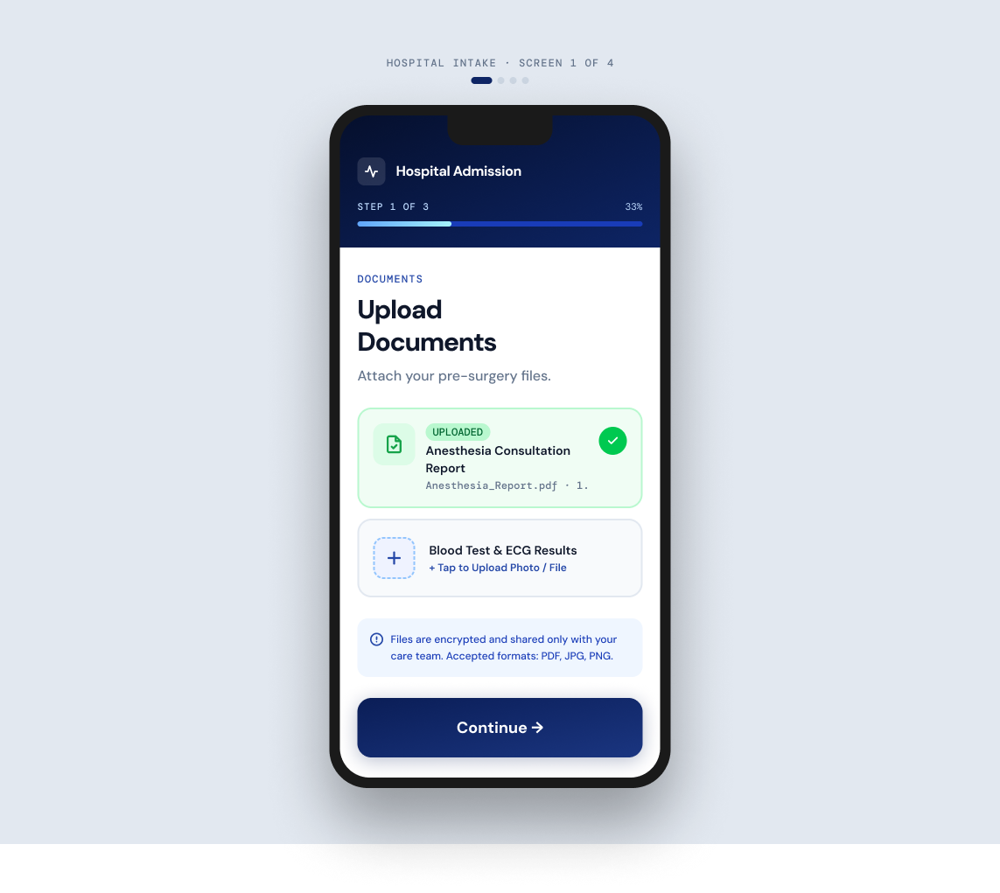 HOSPITAL INTAKE · SCREEN 1 OF 4
Hospital Admission
STEP 1 OF 3 33%
DOCUMENTS
Upload
Documents
Attach your pre-surgery files.
UPLOADED
Anesthesia Consultation
Report
Anesthesia_Report.pdf · 1.
Blood Test & ECG Results
+ Tap to Upload Photo / File
Files are encrypted and shared only with your
care team. Accepted formats: PDF, JPG, PNG.
Continue →